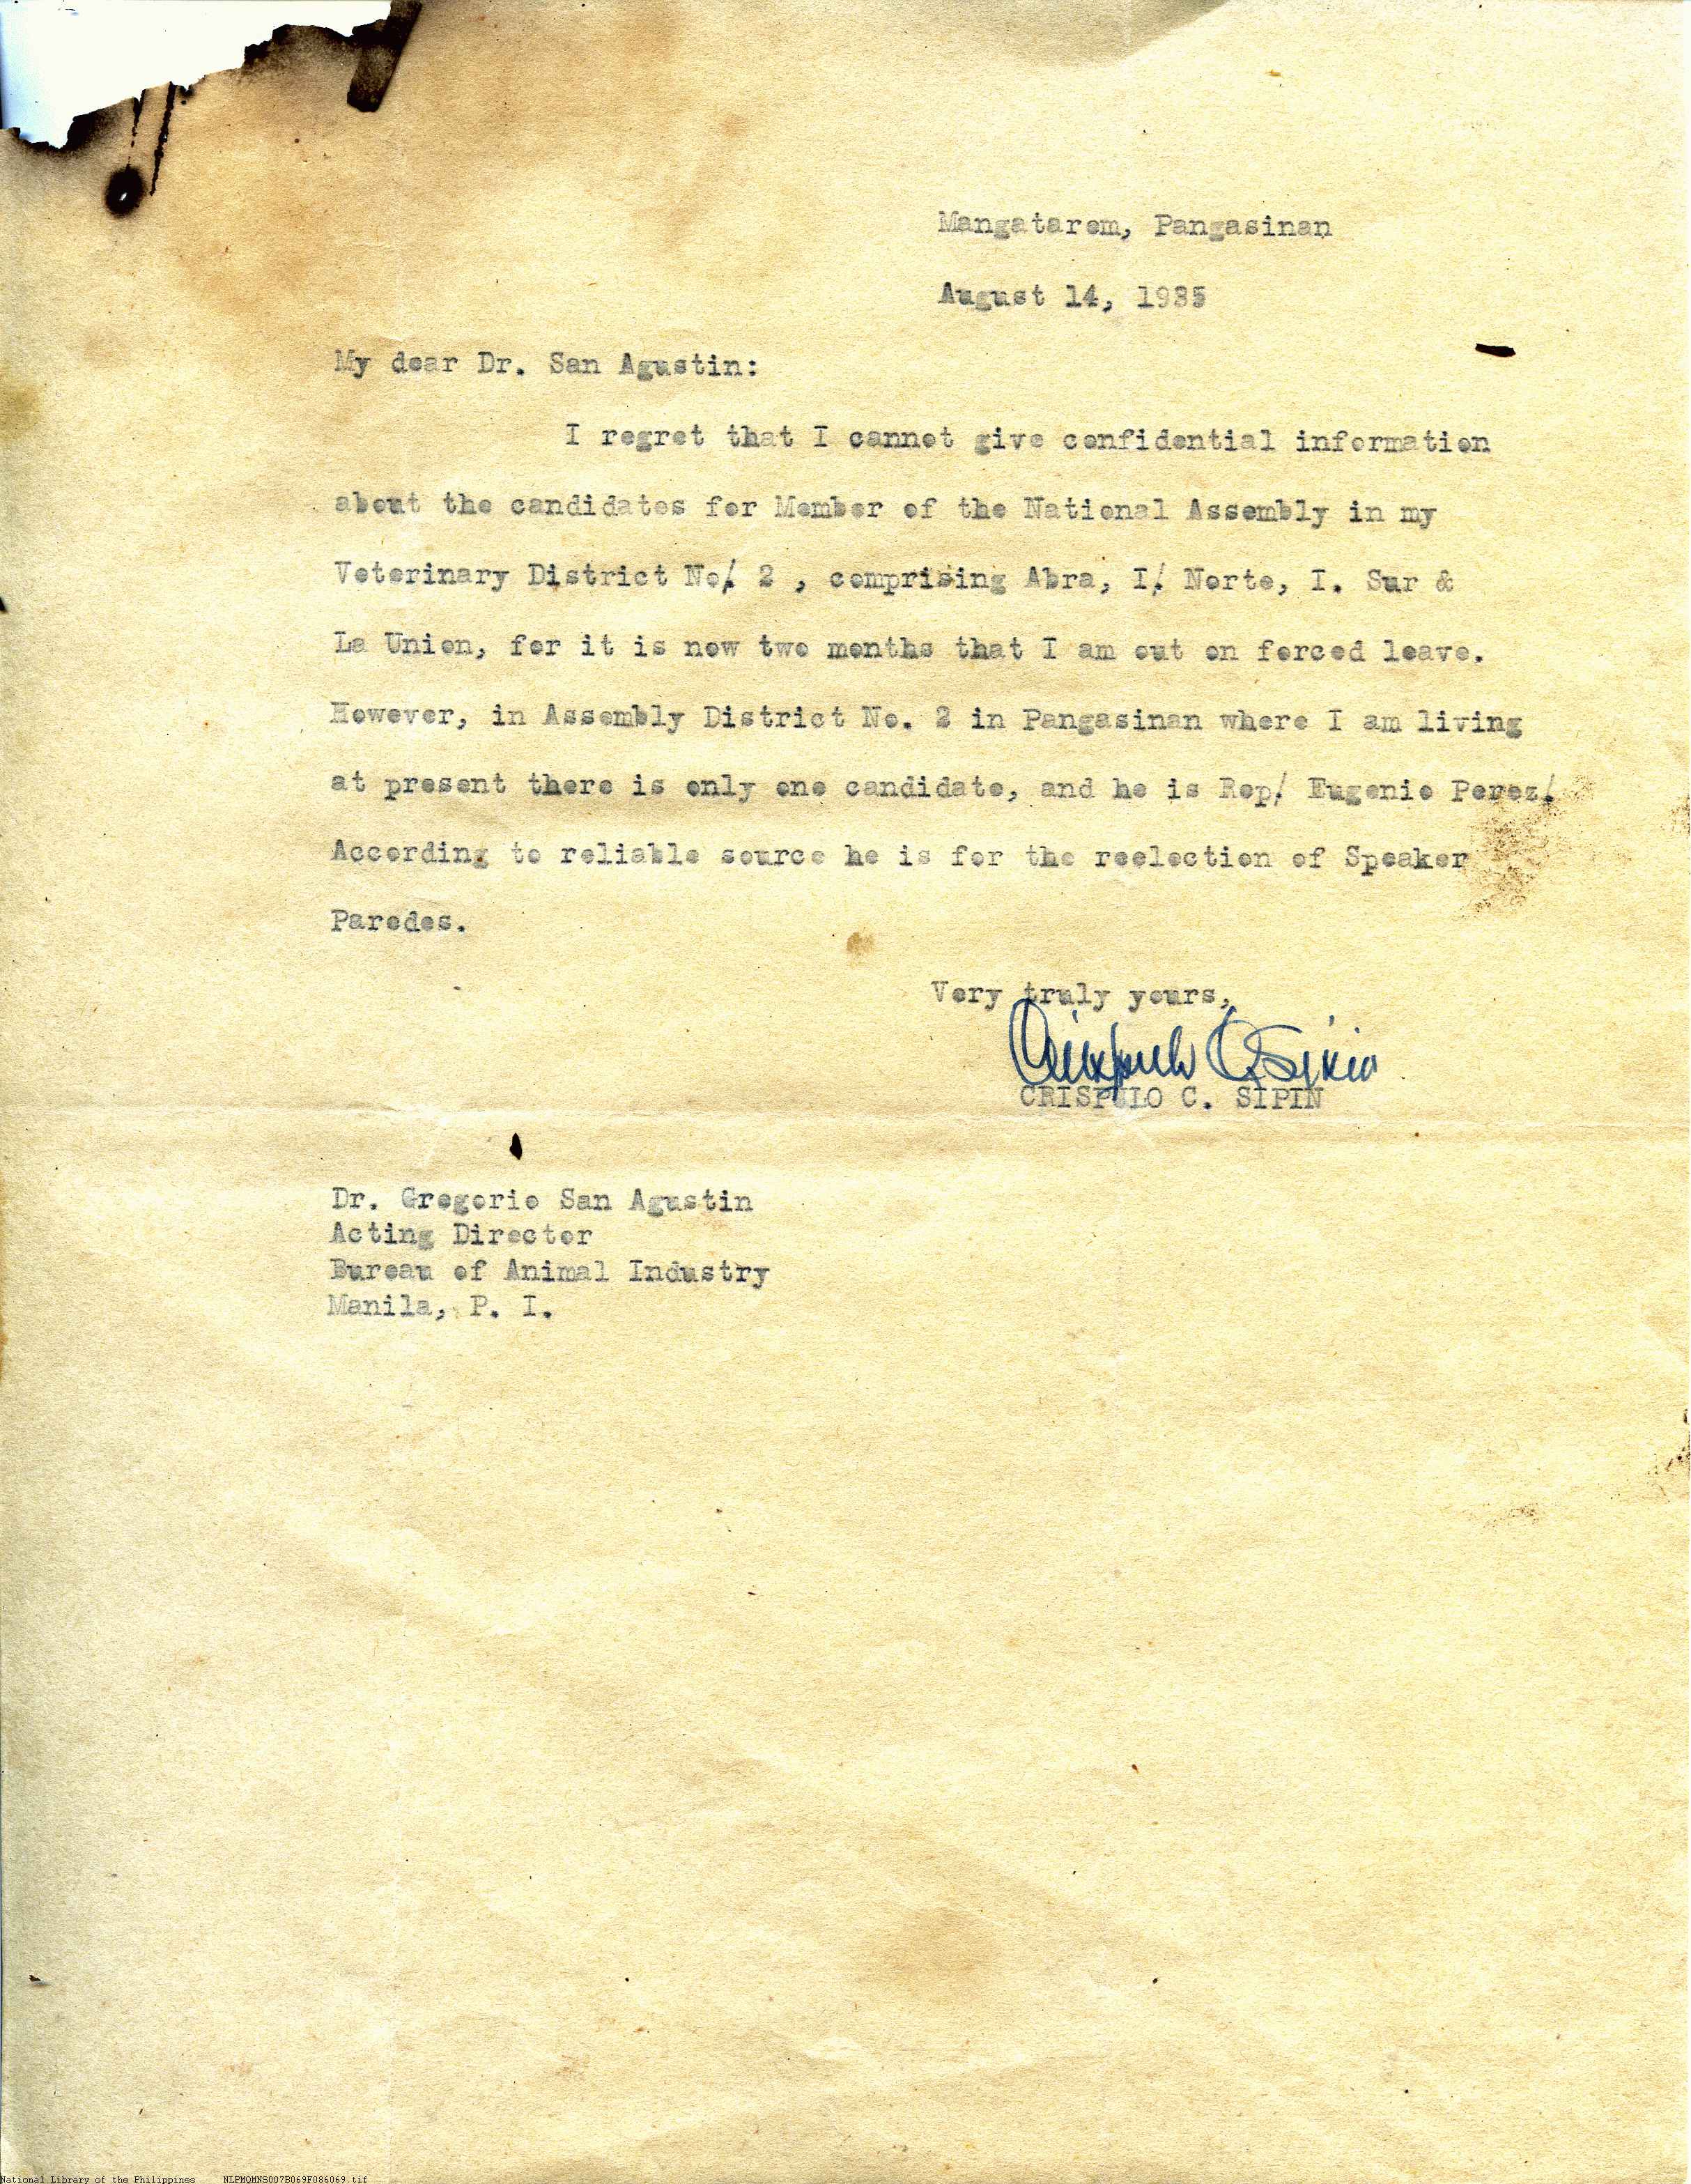 Mangatarem, Pangasinan
August 14, 1935
My dear Dr. San Agustin:
I regret that I cannot give confidential information
about the candidates for Member of the National Assembly in my
Veterinary District No/. 2 , comprising Abra, I/. Norte, I. Sur &
La Union, for it is now two months that I am out on forced leave.
However, in Assembly District No. 2 in Pangasinan where I am living
at present there is only one candidate, and he is Rep/. Eugenio Perez/.
According to reliable source he is for the reelection of Speaker
Paredes.
Very truly yours,
Crispulo C. Sipin
CRISPULO C. SIPIN
Dr. Gregorio San Agustin
Acting Director
Bureau of Animal Industry
Manila, P. I.
National Library of the Philippines NLPMQMNS007B069F086069.tif